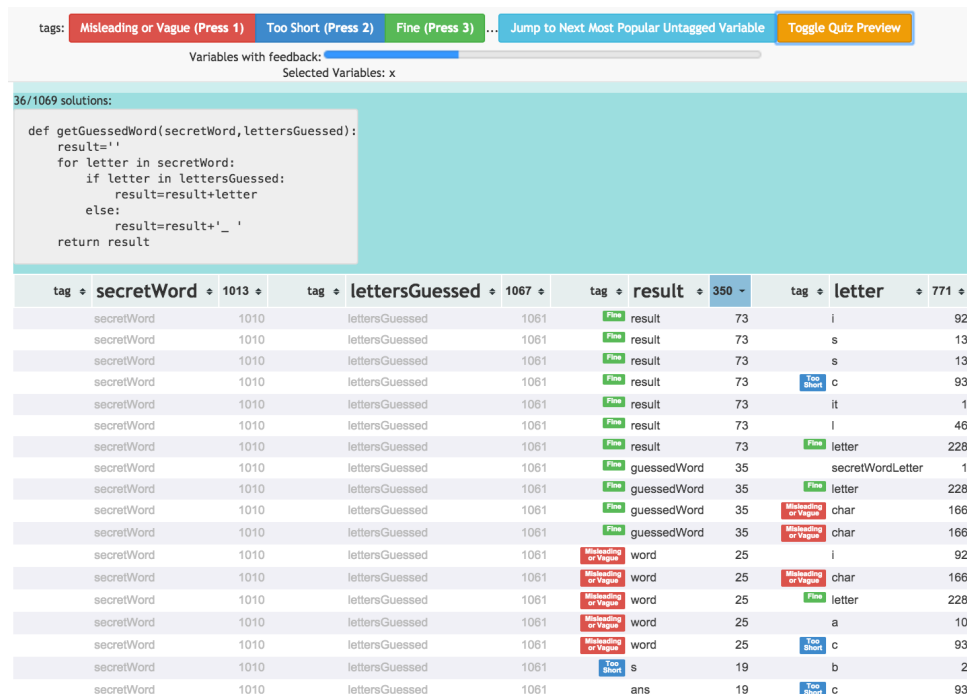 tags: Misleading or Vague (Press 1) Too Short (Press 2) Fine (Press 3) ... Jump to Next Most Popular Untagged Variable Toggle Quiz Preview
Variables with feedback:
Selected Variables: x
36/1069 solutions:
def getGuessedWord(secretWord,lettersGuessed):
    result=''
    for letter in secretWord:
        if letter in lettersGuessed:
            result=result+letter
        else:
            result=result+'_ '
    return result
tag secretWord 1013 tag lettersGuessed 1067 tag result 350 tag letter 771
secretWord 1010 lettersGuessed 1061 Fine result 73 i 92
secretWord 1010 lettersGuessed 1061 Fine result 73 s 13
secretWord 1010 lettersGuessed 1061 Fine result 73 s 13
secretWord 1010 lettersGuessed 1061 Fine result 73 Too Short c 93
secretWord 1010 lettersGuessed 1061 Fine result 73 it 1
secretWord 1010 lettersGuessed 1061 Fine result 73 l 46
secretWord 1010 lettersGuessed 1061 Fine result 73 Fine letter 228
secretWord 1010 lettersGuessed 1061 Fine guessedWord 35 secretWordLetter 1
secretWord 1010 lettersGuessed 1061 Fine guessedWord 35 Fine letter 228
secretWord 1010 lettersGuessed 1061 Fine guessedWord 35 Misleading or Vague char 166
secretWord 1010 lettersGuessed 1061 Fine guessedWord 35 Misleading or Vague char 166
secretWord 1010 lettersGuessed 1061 Misleading or Vague word 25 i 92
secretWord 1010 lettersGuessed 1061 Misleading or Vague word 25 Misleading or Vague char 166
secretWord 1010 lettersGuessed 1061 Misleading or Vague word 25 Fine letter 228
secretWord 1010 lettersGuessed 1061 Misleading or Vague word 25 a 10
secretWord 1010 lettersGuessed 1061 Misleading or Vague word 25 Too Short c 93
secretWord 1010 lettersGuessed 1061 Too Short s 19 b 2
secretWord 1010 lettersGuessed 1061 ans 19 Too Short c 93